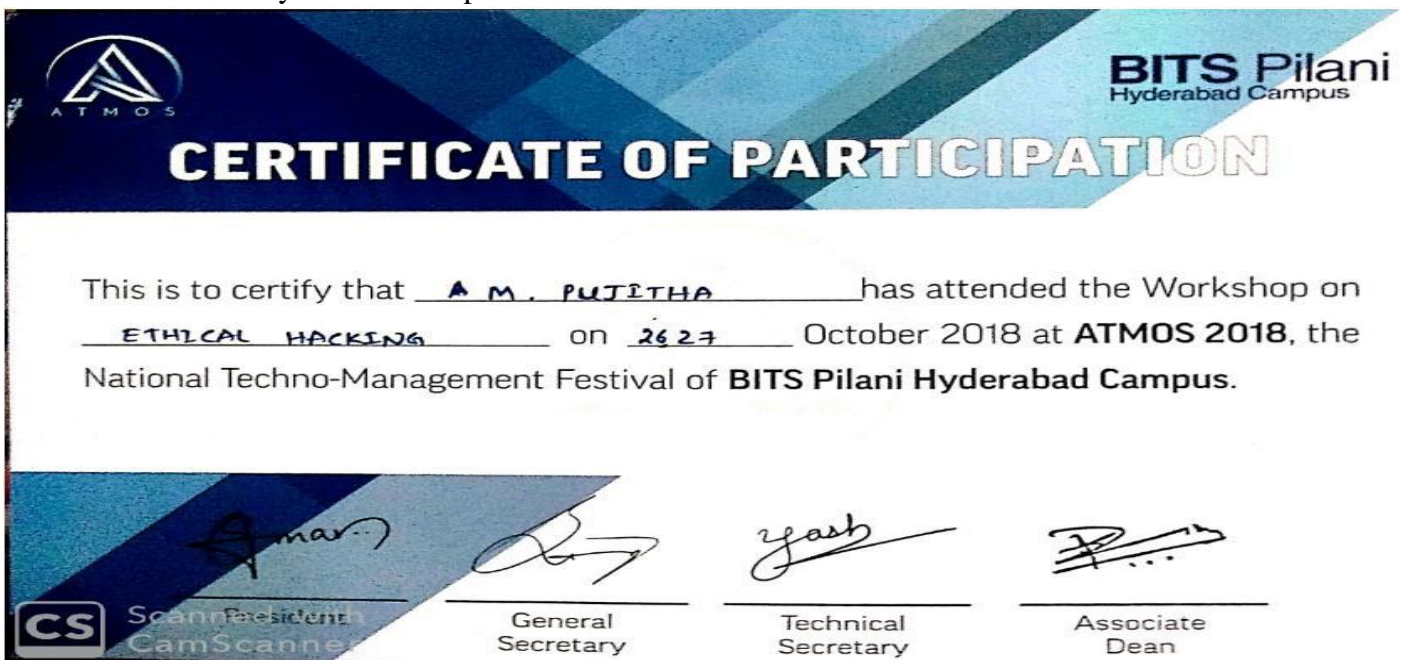 ATMOS
BITS Pilani
Hyderabad Campus
CERTIFICATE OF PARTICIPATION
This is to certify that A M. PUJITHA has attended the Workshop on
ETHICAL HACKING on 26 27 October 2018 at ATMOS 2018, the
National Techno-Management Festival of BITS Pilani Hyderabad Campus.
yash
President General Technical Associate
Secretary Secretary Dean
CS Scanned with
CamScanner